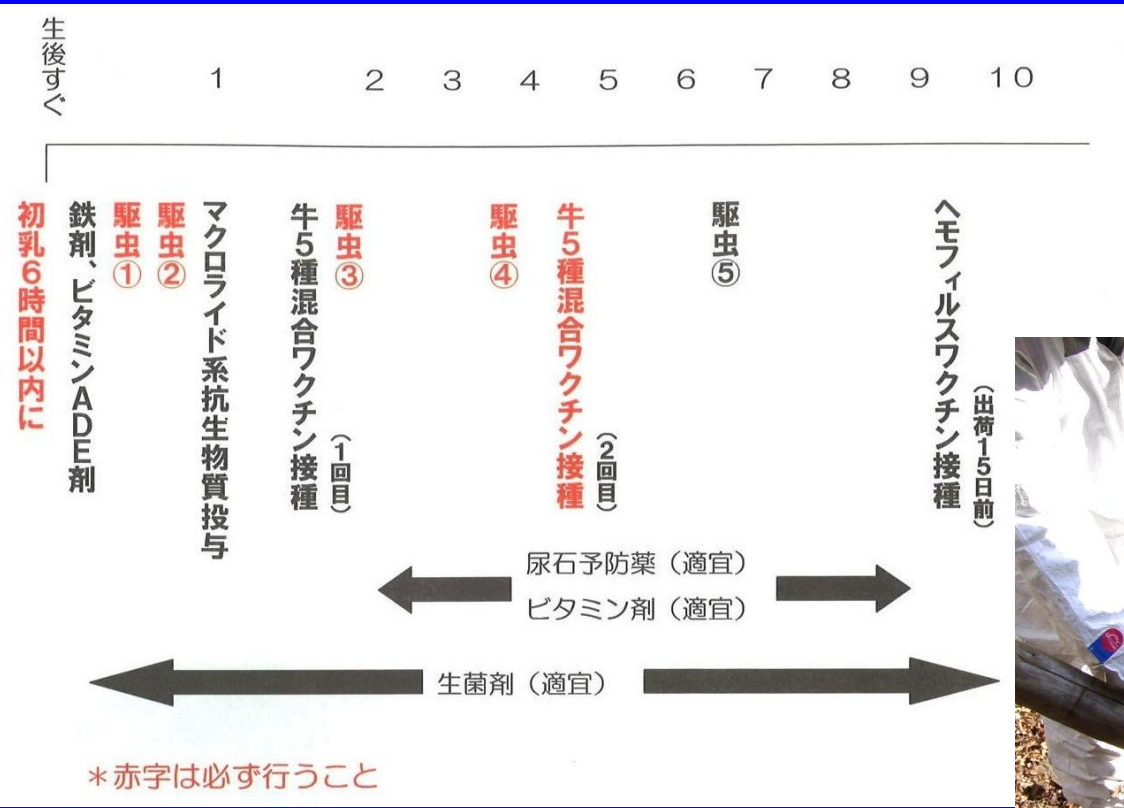 生後すぐ
1 2 3 4 5 6 7 8 9 10
初乳6時間以内に
鉄剤、ビタミンADE剤
駆虫①
駆虫②
マクロライド系抗生物質投与
牛5種混合ワクチン接種
（1回目）
駆虫③
駆虫④
牛5種混合ワクチン接種
（2回目）
駆虫⑤
ヘモフィルスワクチン接種
（出荷15日前）
尿石予防薬（適宜）
ビタミン剤（適宜）
生菌剤（適宜）
＊赤字は必ず行うこと